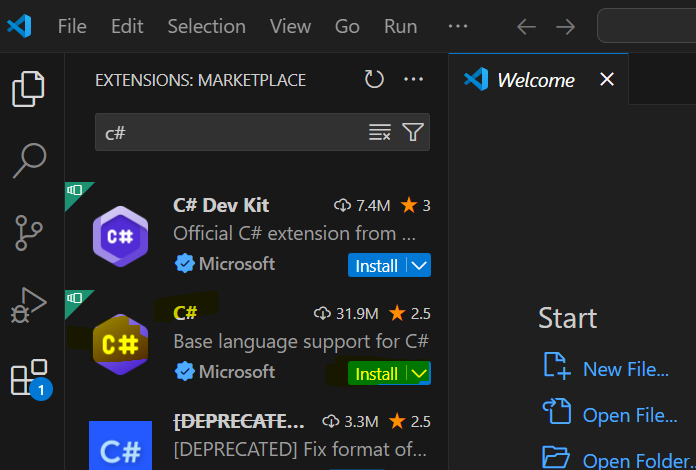 File Edit Selection View Go Run ...
EXTENSIONS: MARKETPLACE ...
Welcome
c#
C# Dev Kit 7.4M 3
C# Official C# extension from ...
Microsoft Install
C# 31.9M 2.5
C# Base language support for C#
Microsoft Install
1
[DEPRECATE... 3.3M 2.5
C# [DEPRECATED] Fix format of...
Start
New File...
Open File...
Open Folder...